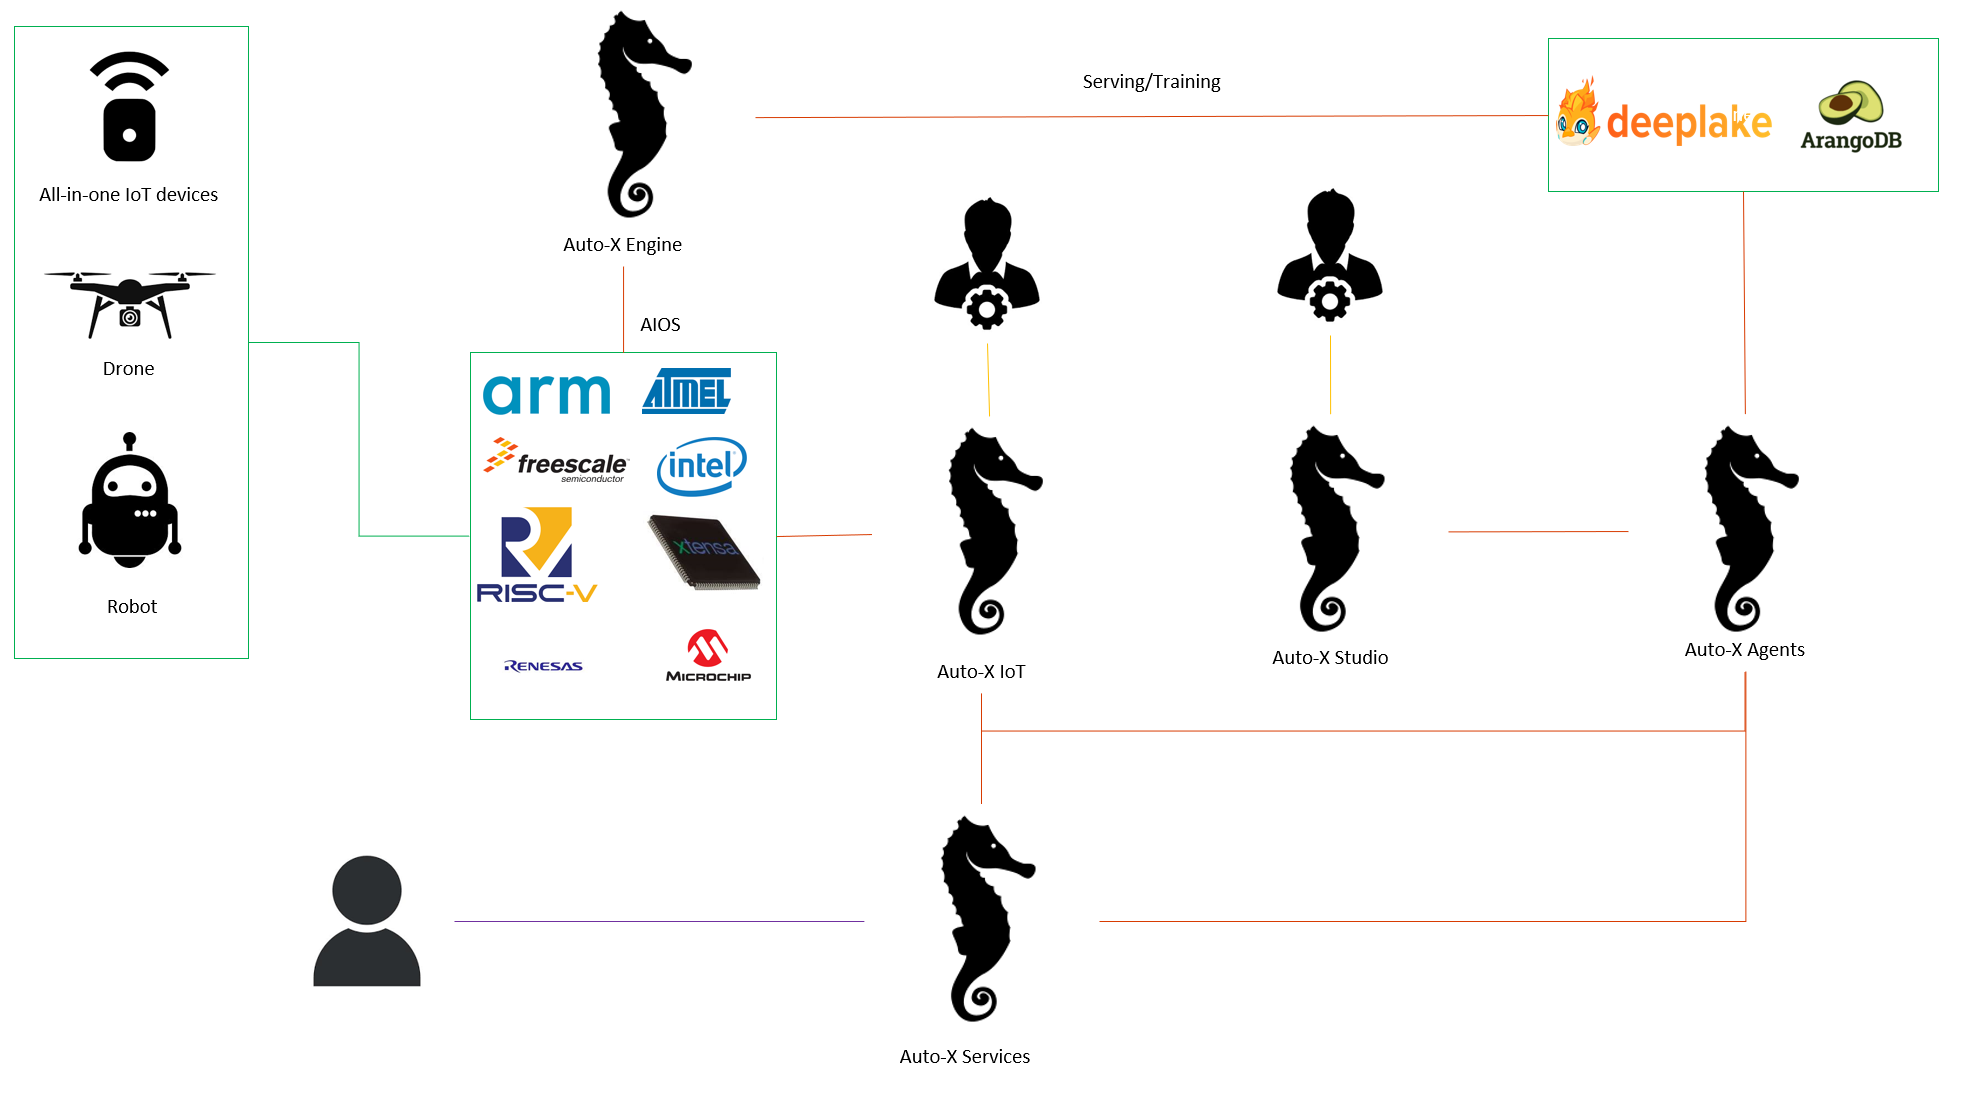 All-in-one IoT devices
Drone
Robot
Auto-X Engine
AIOS
Serving/Training
deeplake
ArangoDB
arm
ATMEL
freescale
semiconductor
intel
RISC-V
xtensa
RENESAS
MICROCHIP
Auto-X IoT
Auto-X Studio
Auto-X Agents
Auto-X Services